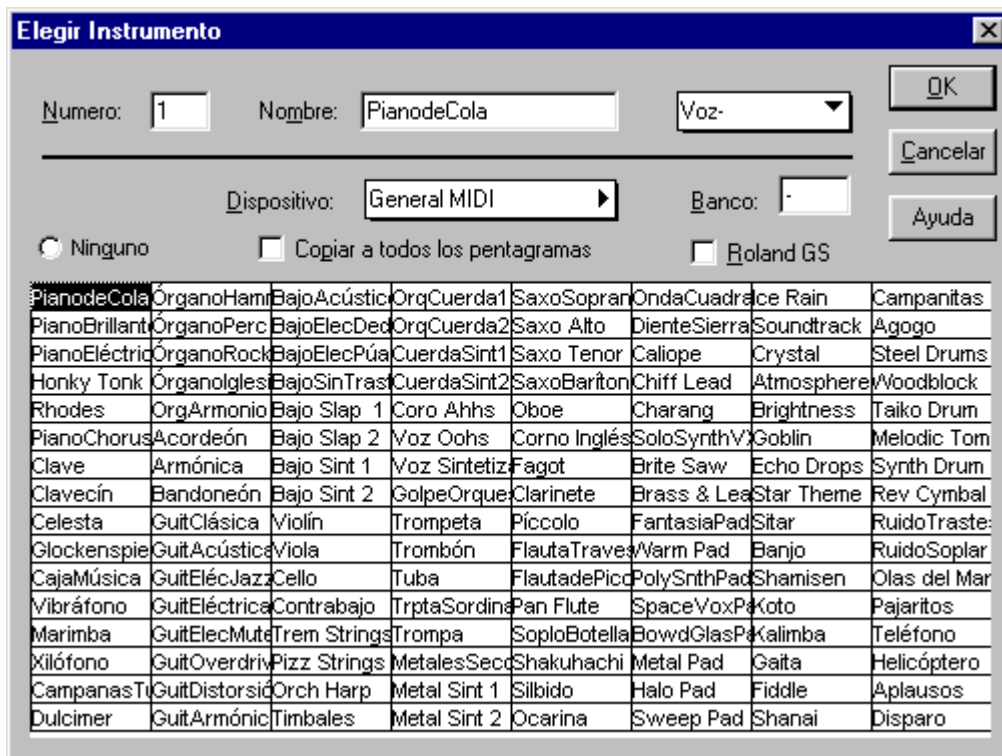 Elegir Instrumento
Numero: 1 Nombre: PianodeCola Voz- OK
Cancelar
Dispositivo: General MIDI Banco: -
Ayuda
Ninguno Copiar a todos los pentagramas Roland GS
PianodeCola ÓrganoHamr BajoAcústic OrqCuerda1 SaxoSopran OndaCuadra Ice Rain Campanitas
PianoBrillant ÓrganoPerc BajoElecDed OrqCuerda2 Saxo Alto DienteSierra Soundtrack Agogo
PianoEléctric ÓrganoRock BajoElecPúa CuerdaSint1 Saxo Tenor Caliope Crystal Steel Drums
Honky Tonk ÓrganoIglesi BajoSinTrast CuerdaSint2 SaxoBaríton Chiff Lead Atmosphere Woodblock
Rhodes OrgArmonio Bajo Slap 1 Coro Ahhs Oboe Charang Brightness Taiko Drum
PianoChorus Acordeón Bajo Slap 2 Voz Oohs Corno Inglés SoloSynthVX Goblin Melodic Tom
Clave Armónica Bajo Sint 1 Voz Sintetiz Fagot Brite Saw Echo Drops Synth Drum
Clavecín Bandoneón Bajo Sint 2 GolpeOrque Clarinete Brass & Lea Star Theme Rev Cymbal
Celesta GuitClásica Violín Trompeta Píccolo FantasiaPad Sitar RuidoTraste
Glockenspie GuitAcústica Viola Trombón FlautaTraves Warm Pad Banjo RuidoSoplar
CajaMúsica GuitElécJazz Cello Tuba FlautadePico PolySnthPad Shamisen Olas del Mar
Vibráfono GuitEléctrica Contrabajo TrptaSordina Pan Flute SpaceVoxPa Koto Pajaritos
Marimba GuitElecMute Trem Strings Trompa SoploBotella BowdGlasPa Kalimba Teléfono
Xilófono GuitOverdriv Pizz Strings MetalesSecc Shakuhachi Metal Pad Gaita Helicóptero
CampanasTu GuitDistorsió Orch Harp Metal Sint 1 Silbido Halo Pad Fiddle Aplausos
Dulcimer GuitArmónic Timbales Metal Sint 2 Ocarina Sweep Pad Shanai Disparo